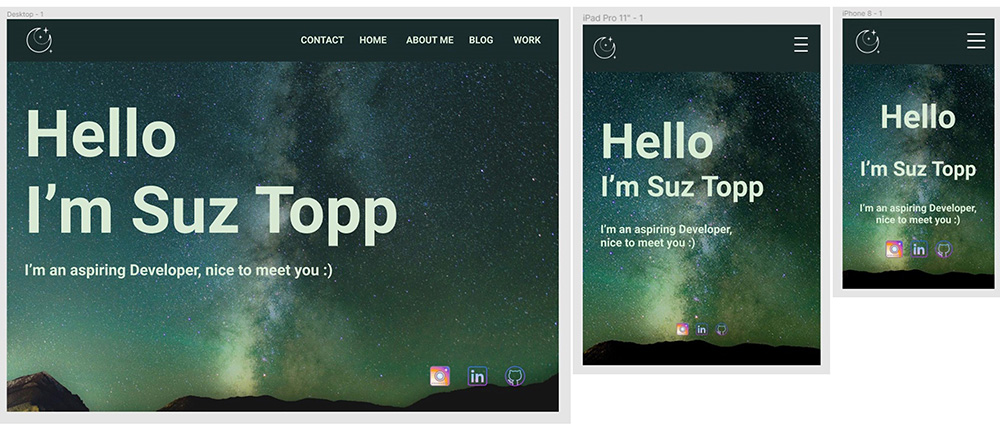 Desktop - 1
CONTACT HOME ABOUT ME BLOG WORK
Hello
I'm Suz Topp
I'm an aspiring Developer, nice to meet you :)
in
iPad Pro 11" - 1
Hello
I'm Suz Topp
I'm an aspiring Developer,
nice to meet you :)
in
iPhone 8 - 1
Hello
I'm Suz Topp
I'm an aspiring Developer,
nice to meet you :)
in